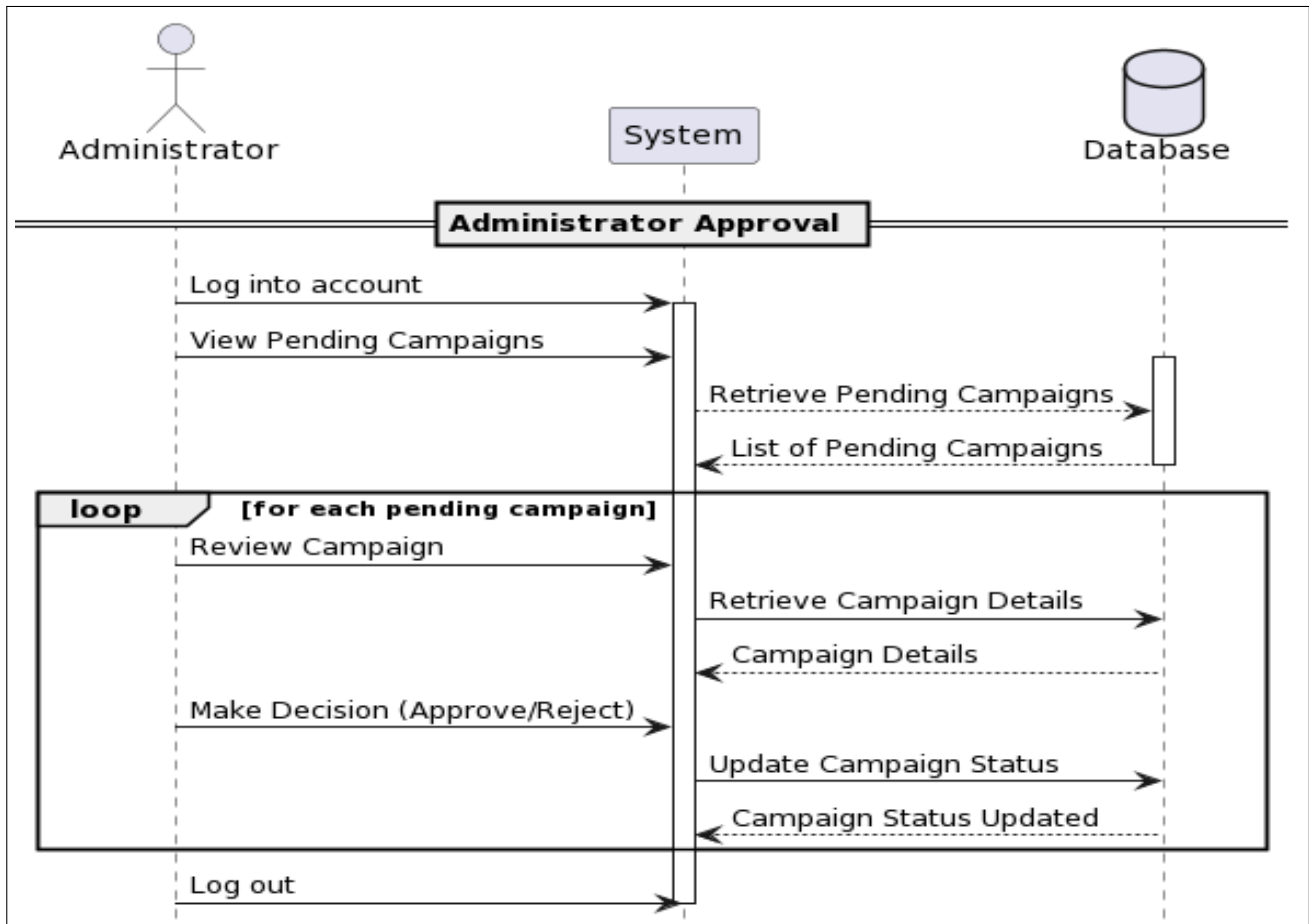 Administrator
System
Database
Administrator Approval
Log into account
View Pending Campaigns
Retrieve Pending Campaigns
List of Pending Campaigns
loop [for each pending campaign]
Review Campaign
Retrieve Campaign Details
Campaign Details
Make Decision (Approve/Reject)
Update Campaign Status
Campaign Status Updated
Log out